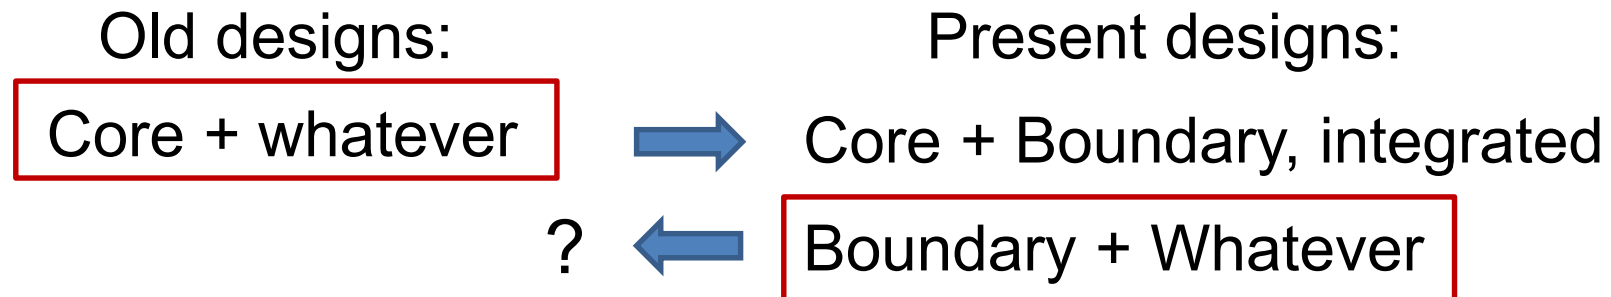 Old designs:
Present designs:
Core + whatever
Core + Boundary, integrated
?
Boundary + Whatever